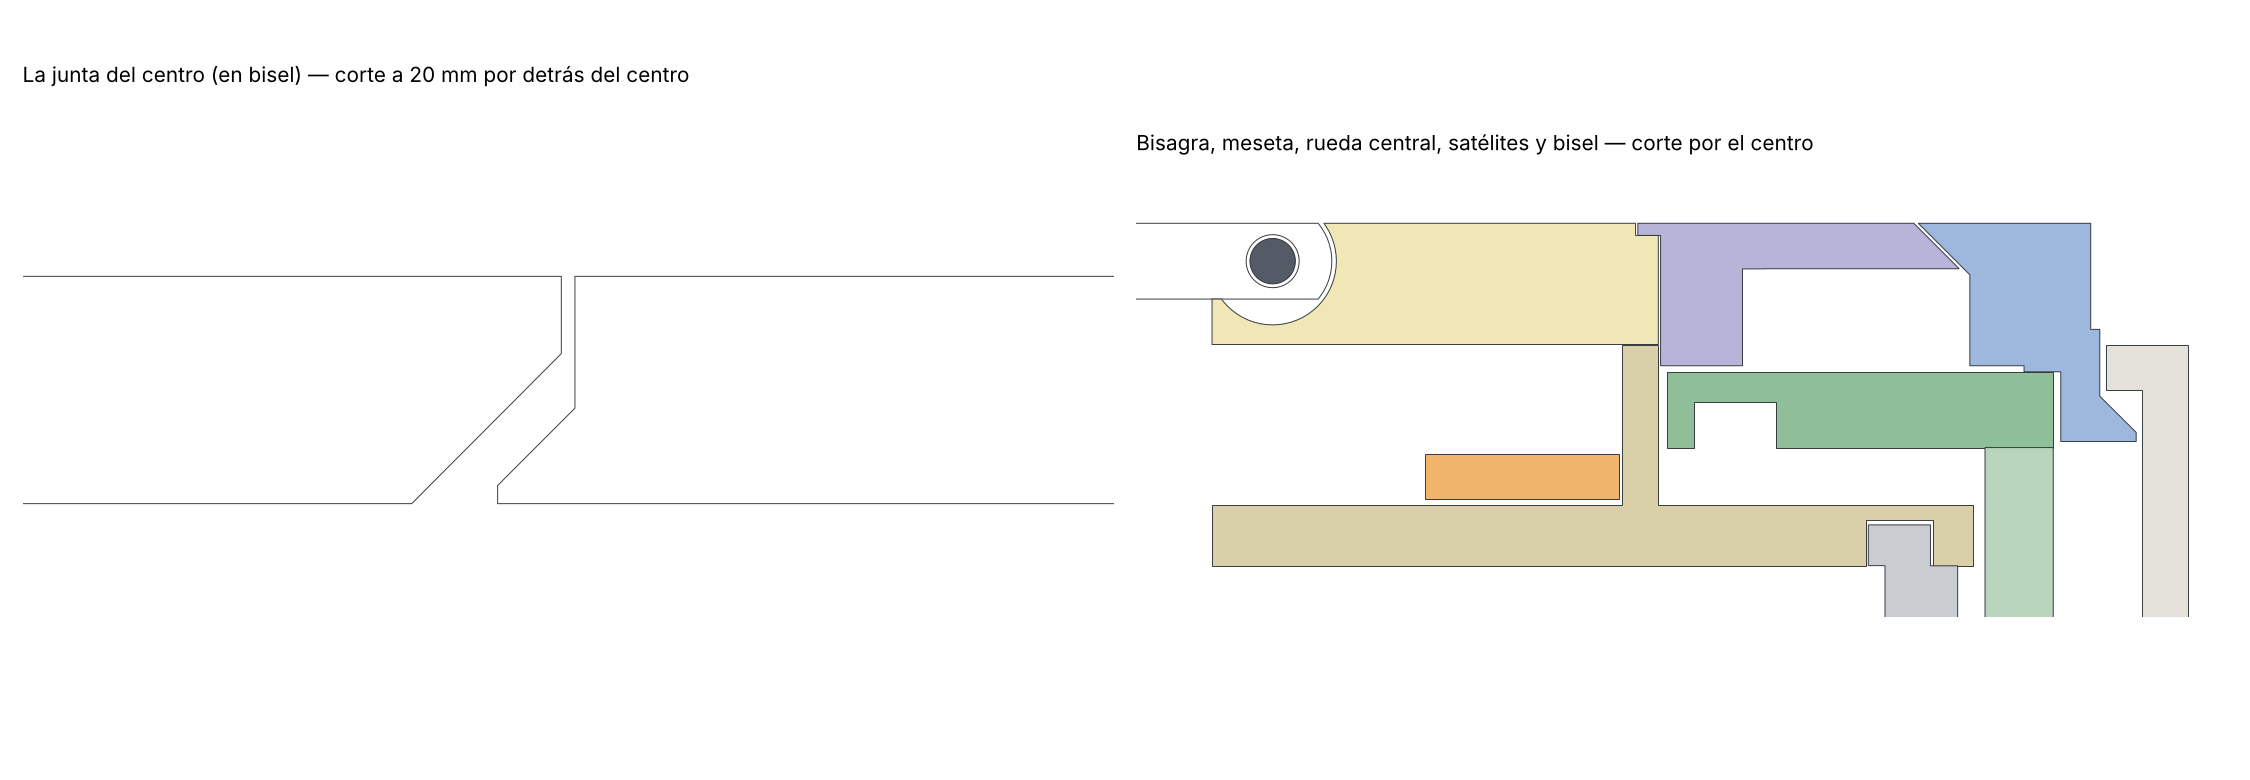 La junta del centro (en bisel) — corte a 20 mm por detrás del centro
Bisagra, meseta, rueda central, satélites y bisel — corte por el centro